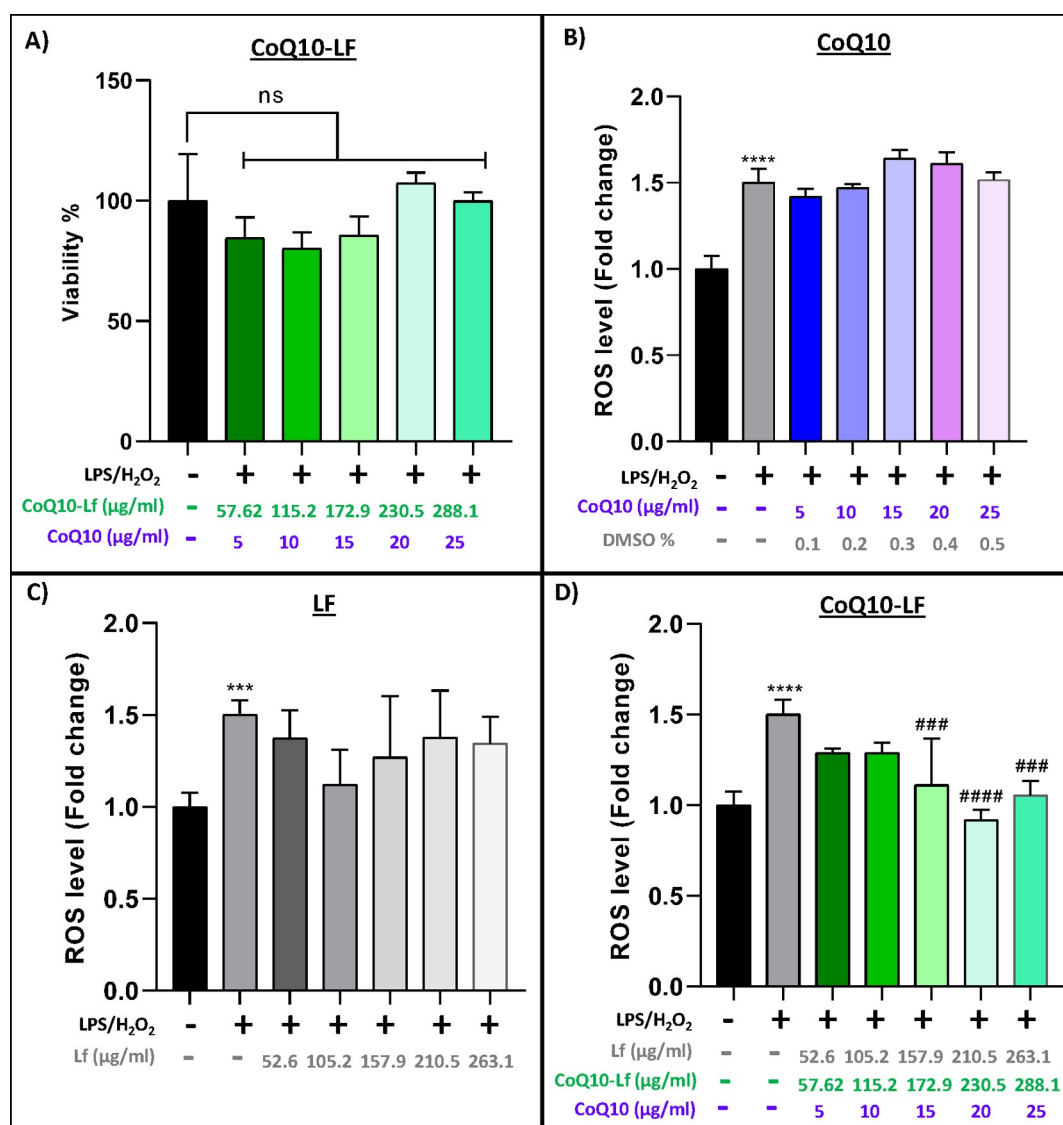 A)
CoQ10-LF
150
100
50
0
Viability %
ns
LPS/H₂O₂ - + + + + +
CoQ10-Lf (µg/ml) - 57.62 115.2 172.9 230.5 288.1
CoQ10 (µg/ml) - 5 10 15 20 25
B)
CoQ10
2.0
1.5
1.0
0.5
0.0
ROS level (Fold change)
****
LPS/H₂O₂ - + + + + + +
CoQ10 (µg/ml) - - 5 10 15 20 25
DMSO % - - 0.1 0.2 0.3 0.4 0.5
C)
LF
2.0
1.5
1.0
0.5
0.0
ROS level (Fold change)
***
LPS/H₂O₂ - + + + + + +
Lf (µg/ml) - - 52.6 105.2 157.9 210.5 263.1
D)
CoQ10-LF
2.0
1.5
1.0
0.5
0.0
ROS level (Fold change)
****
###
####
###
LPS/H₂O₂ - + + + + + +
Lf (µg/ml) - - 52.6 105.2 157.9 210.5 263.1
CoQ10-Lf (µg/ml) - - 57.62 115.2 172.9 230.5 288.1
CoQ10 (µg/ml) - - 5 10 15 20 25